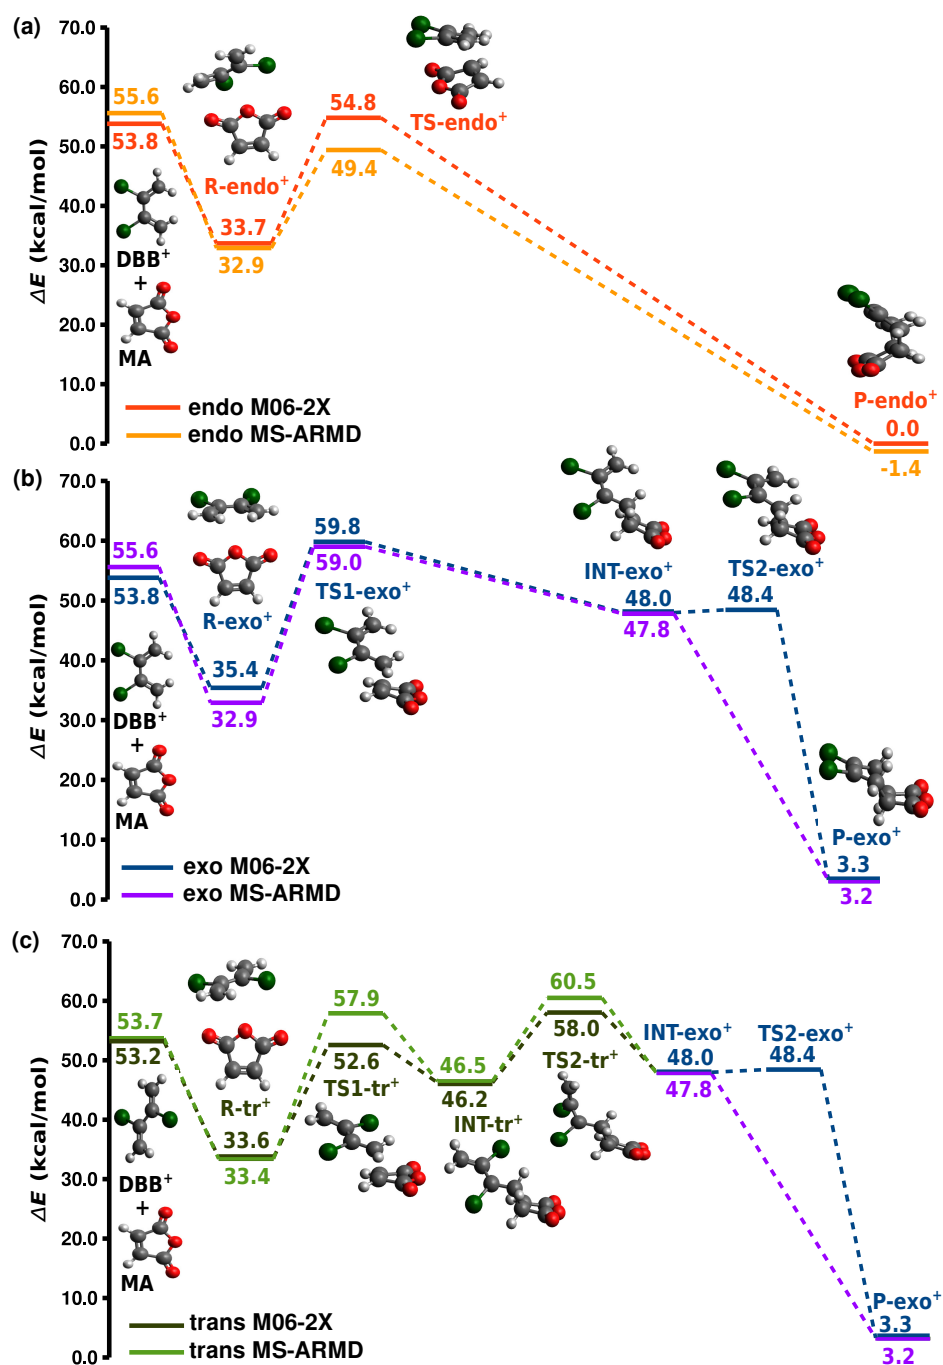 (a)
70.0
60.0
50.0
40.0
30.0
20.0
10.0
0.0
ΔE (kcal/mol)
55.6
53.8
DBB+
+
MA
R-endo+
33.7
32.9
54.8
49.4
TS-endo+
P-endo+
0.0
-1.4
endo M06-2X
endo MS-ARMD
(b)
70.0
60.0
50.0
40.0
30.0
20.0
10.0
0.0
ΔE (kcal/mol)
55.6
53.8
DBB+
+
MA
R-exo+
35.4
32.9
59.8
59.0
TS1-exo+
INT-exo+
48.0
47.8
TS2-exo+
48.4
P-exo+
3.3
3.2
exo M06-2X
exo MS-ARMD
(c)
70.0
60.0
50.0
40.0
30.0
20.0
10.0
0.0
ΔE (kcal/mol)
53.7
53.2
DBB+
+
MA
R-tr+
33.6
33.4
57.9
52.6
TS1-tr+
46.5
46.2
INT-tr+
60.5
58.0
TS2-tr+
INT-exo+
48.0
47.8
TS2-exo+
48.4
P-exo+
3.3
3.2
trans M06-2X
trans MS-ARMD